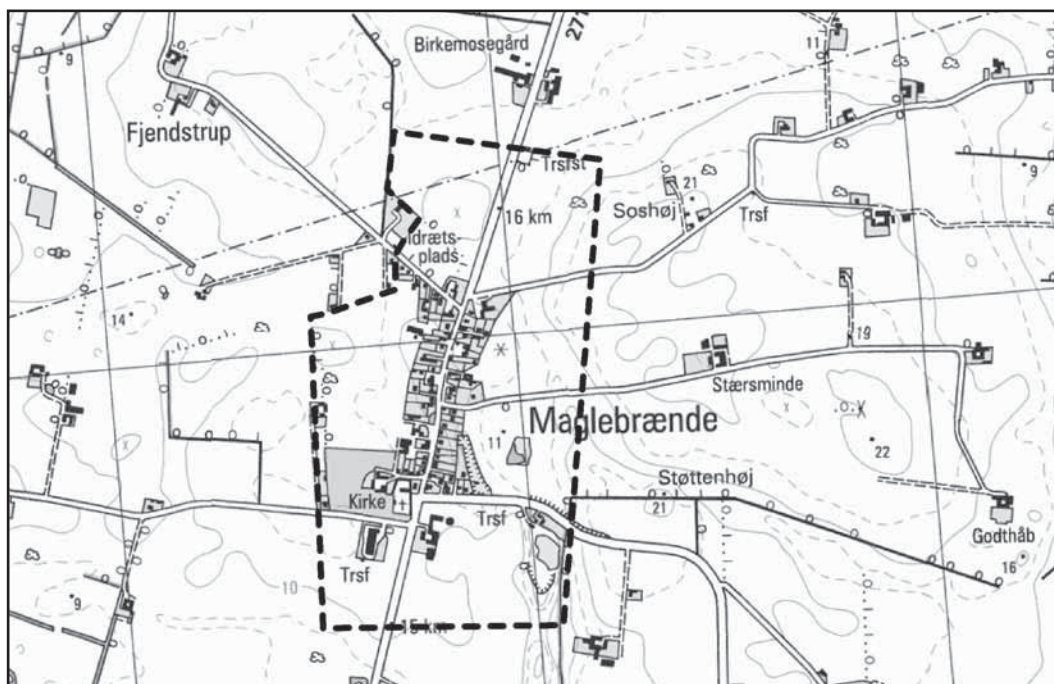 Birkemosegård
271
11
9
Fjendstrup
Trsfst
21
9
16 km
Soshøj
Trsf
Idræts-
plads
14
19
Stærsminde
Maglebrænde
11
22
Støttenhøj
Kirke
21
Trsf
Godthåb
Trsf
16
10
9
15 km